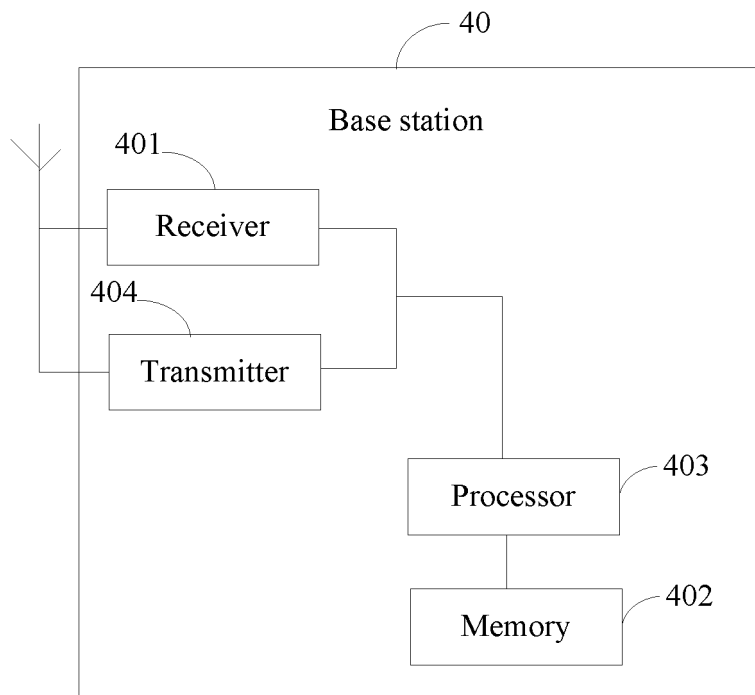 40
Base station
401
Receiver
404
Transmitter
403
Processor
402
Memory